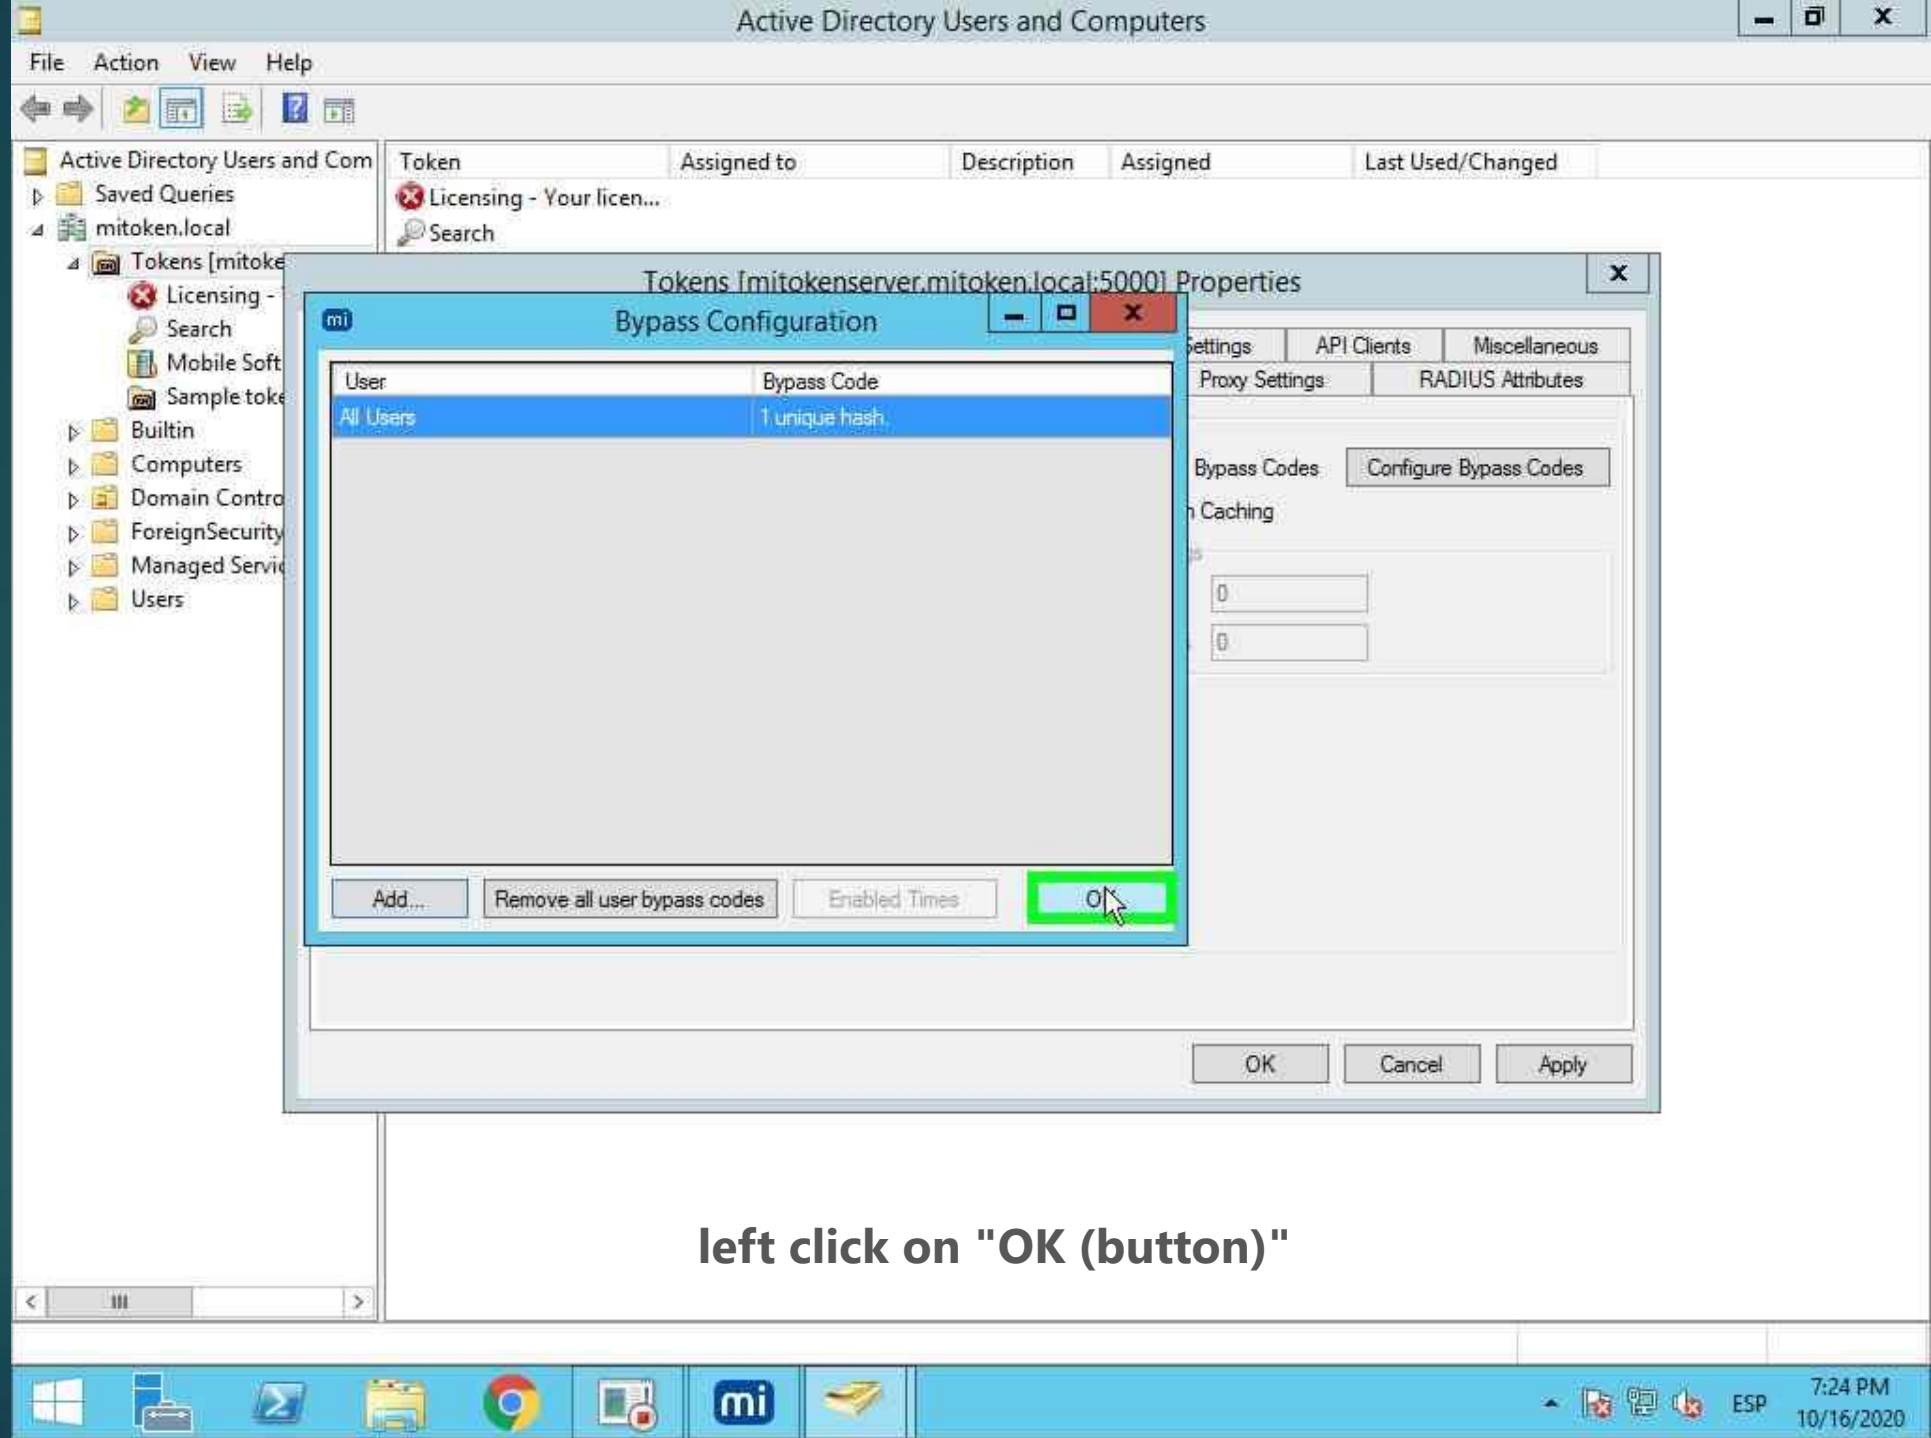 Active Directory Users and Computers
File Action View Help
Active Directory Users and Com
Saved Queries
mitoken.local
Tokens [mitoke
Licensing -
Search
Mobile Soft
Sample toke
Builtin
Computers
Domain Contro
ForeignSecurity
Managed Servic
Users
Token Assigned to Description Assigned Last Used/Changed
Licensing - Your licen...
Search
Tokens [mitokenserver.mitoken.local:5000] Properties
Settings API Clients Miscellaneous
Proxy Settings RADIUS Attributes
Bypass Codes Configure Bypass Codes
Caching
0
0
OK Cancel Apply
mi
Bypass Configuration
User Bypass Code
All Users 1 unique hash.
Add... Remove all user bypass codes Enabled Times
left click on "OK (button)"
mi
ESP
7:24 PM
10/16/2020